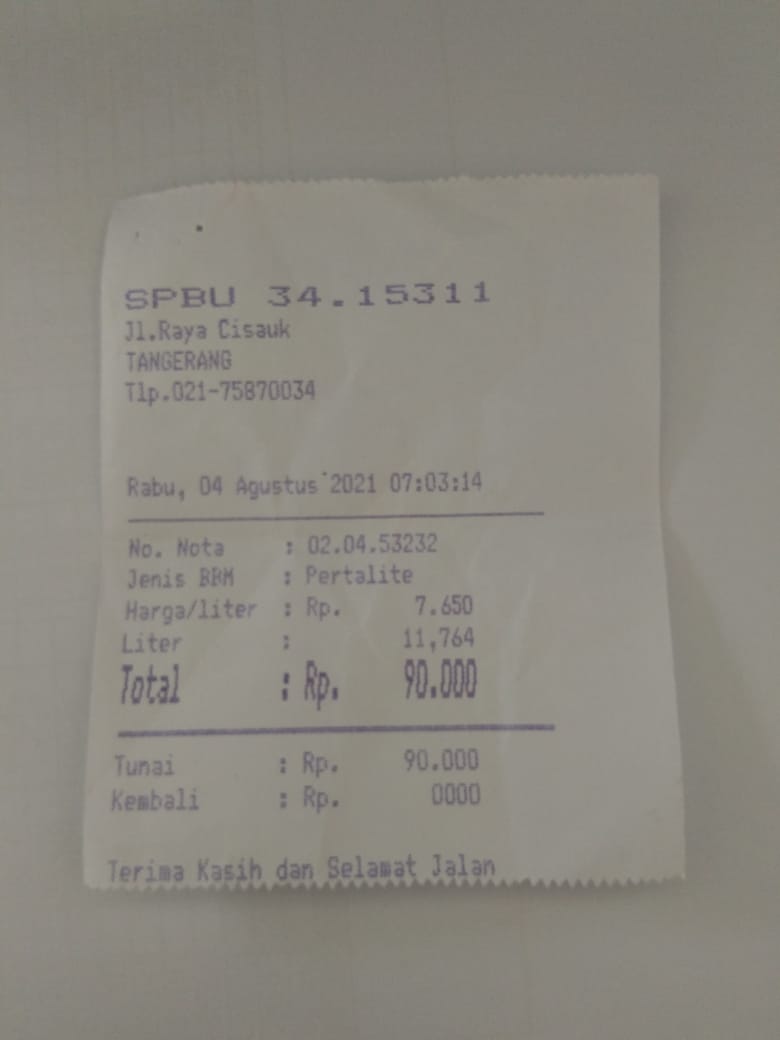 SPBU 34.15311
Jl.Raya Cisauk
TANGERANG
Tlp.021-75870034
Rabu, 04 Agustus 2021 07:03:14
No. Nota : 02.04.53232
Jenis BBM : Pertalite
Harga/liter : Rp. 7.650
Liter : 11,764
Total : Rp. 90.000
Tunai : Rp. 90.000
Kembali : Rp. 0000
Terima Kasih dan Selamat Jalan